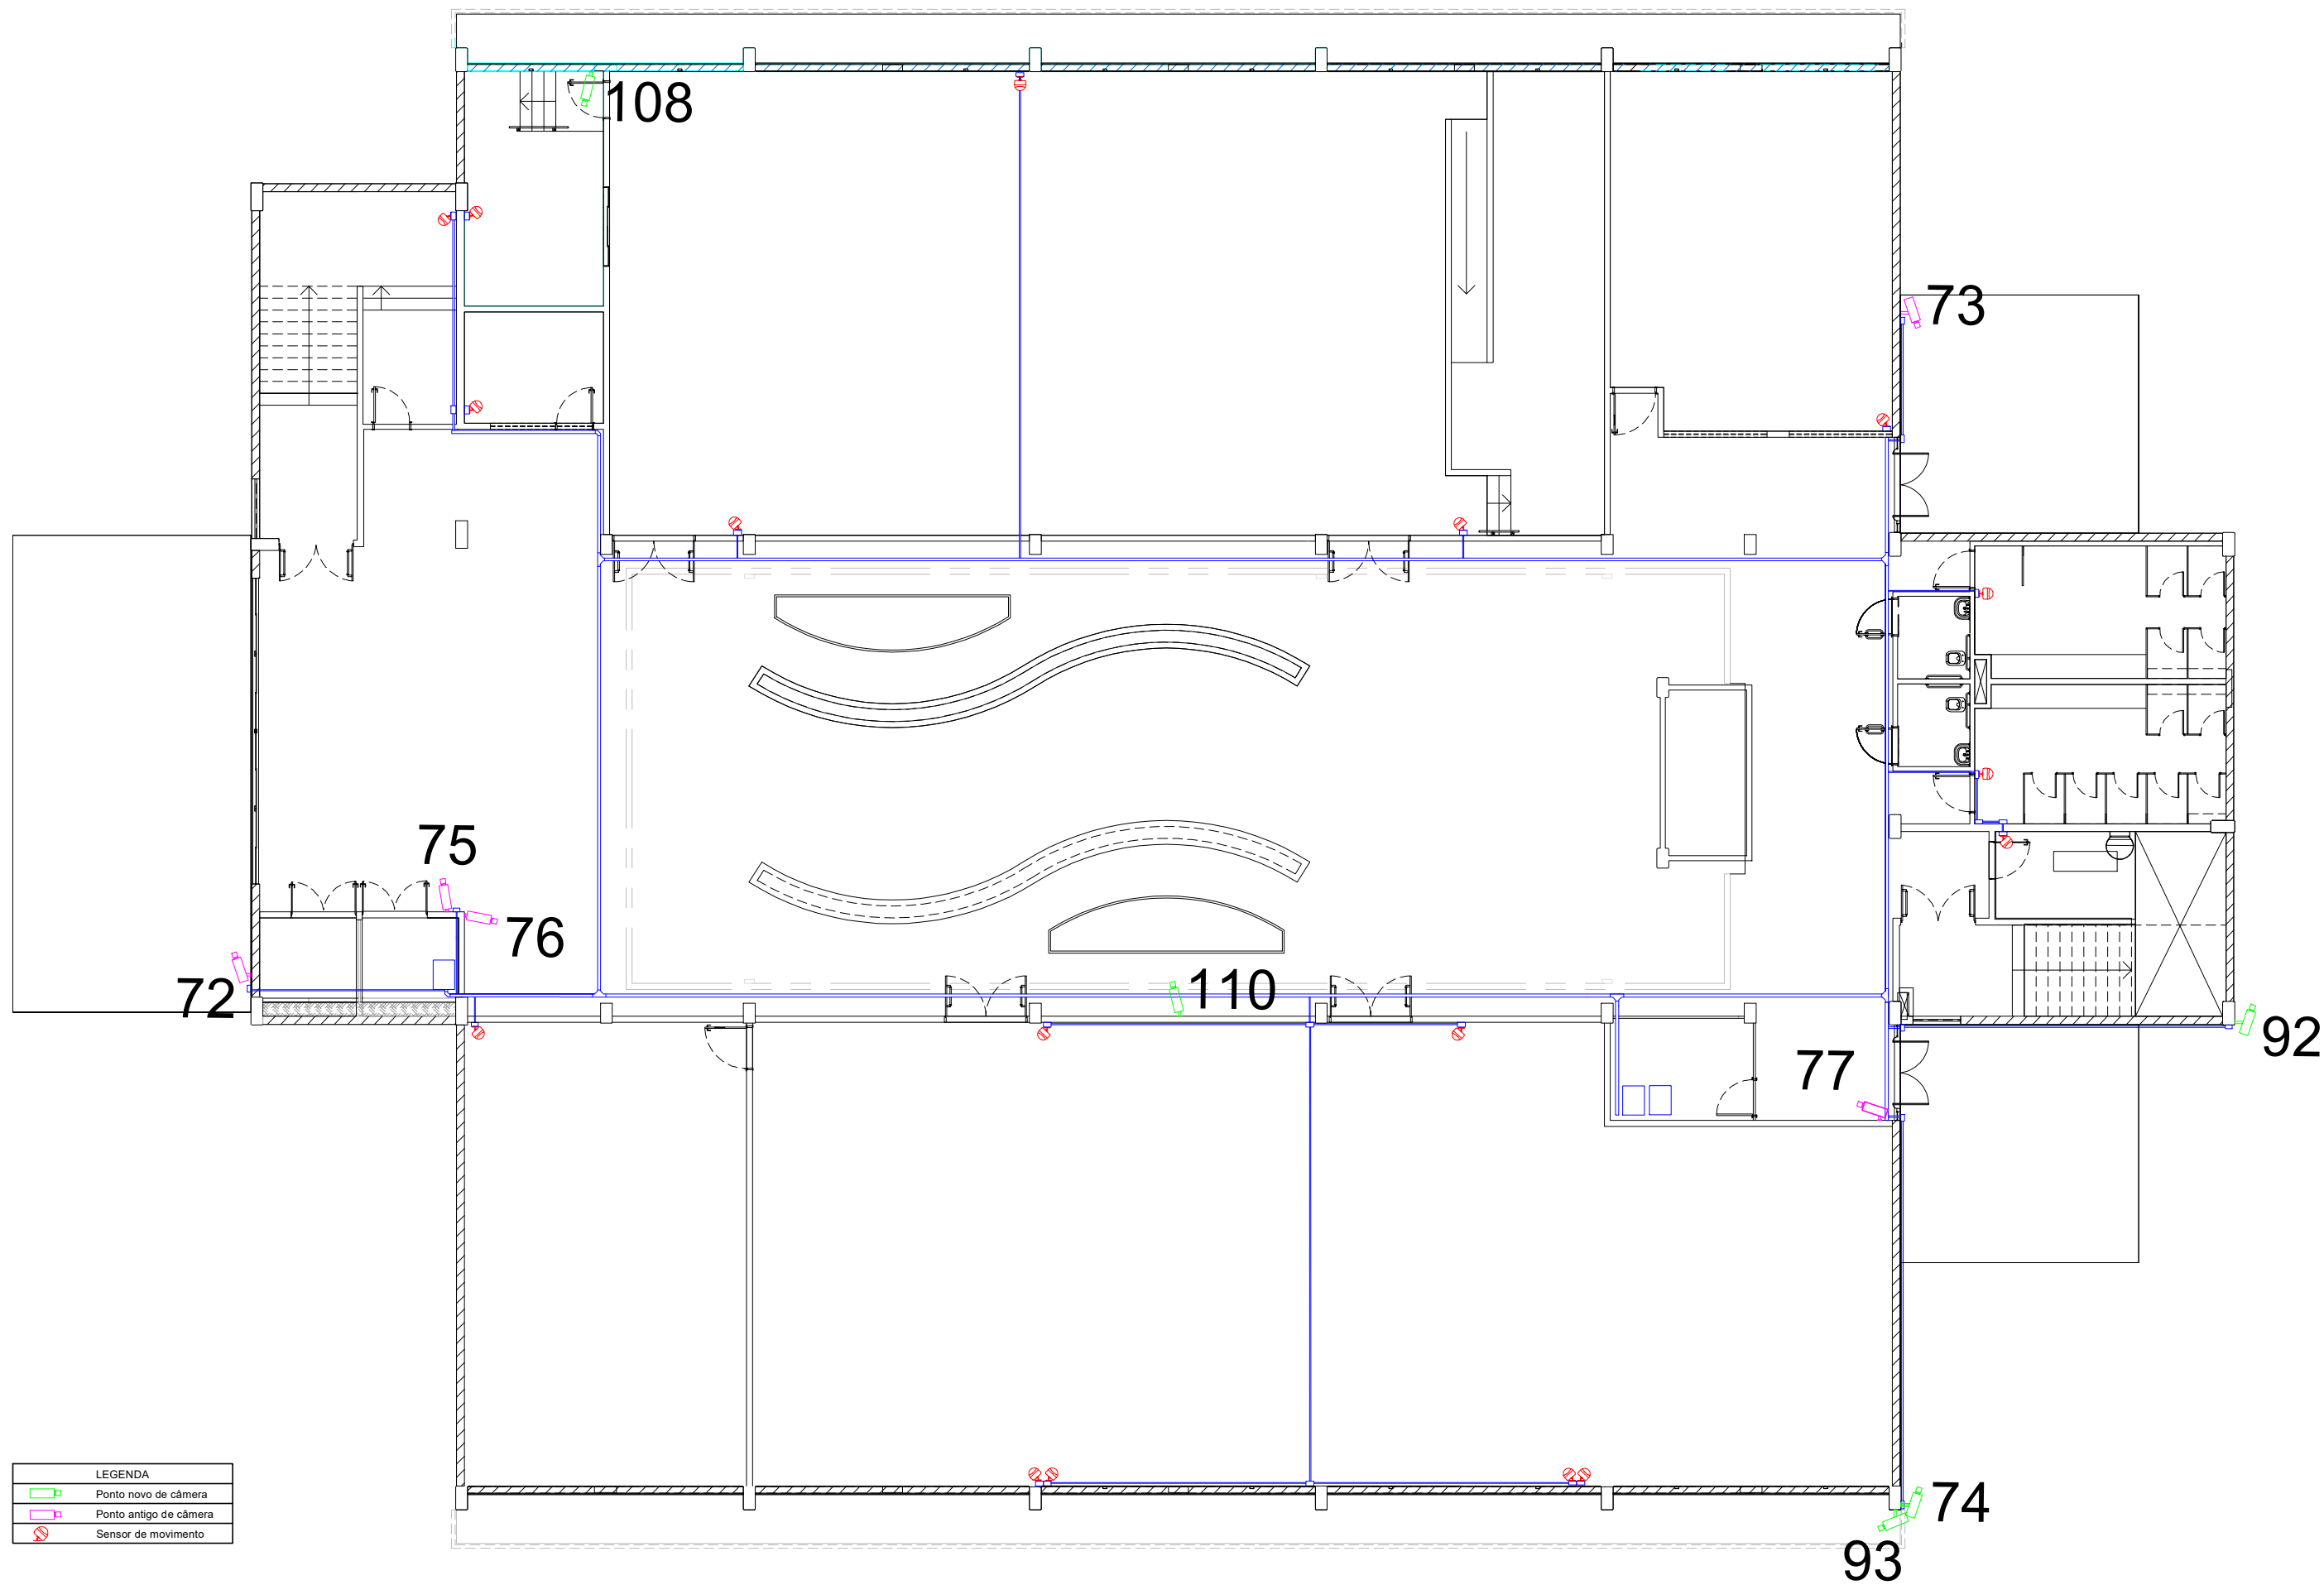 108
73
75
76
72
110
92
77
74
93
LEGENDA
Ponto novo de câmera
Ponto antigo de câmera
Sensor de movimento